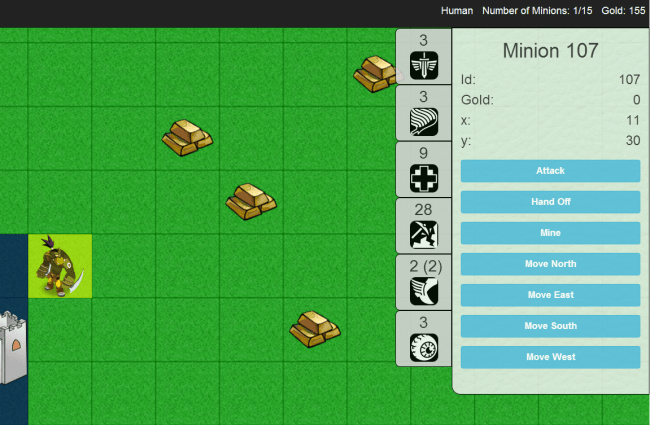 Human Number of Minions: 1/15 Gold: 155
3
3
9
28
2 (2)
3
Minion 107
Id: 107
Gold: 0
x: 11
y: 30
Attack
Hand Off
Mine
Move North
Move East
Move South
Move West